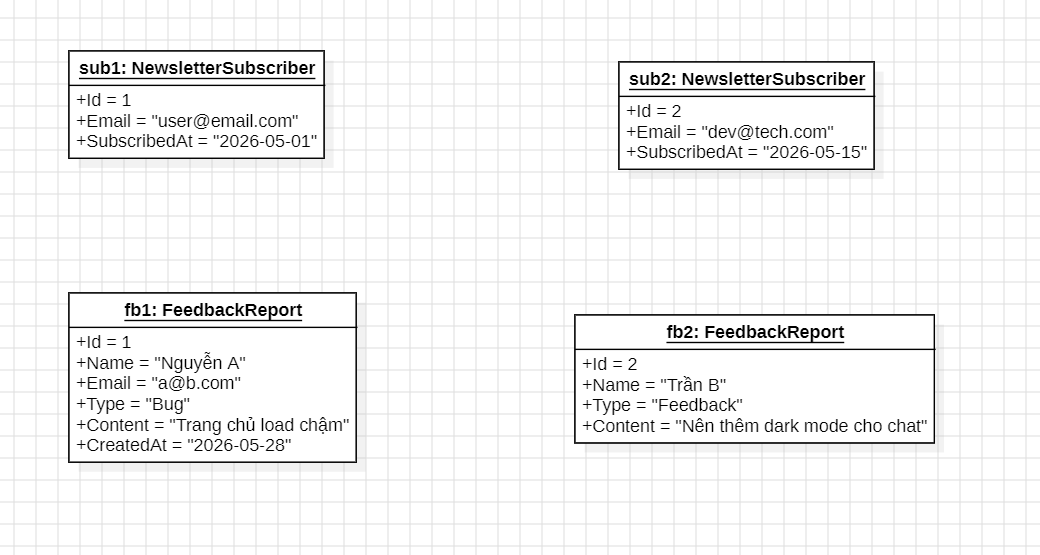 sub1: NewsletterSubscriber
+Id = 1
+Email = "user@email.com"
+SubscribedAt = "2026-05-01"
sub2: NewsletterSubscriber
+Id = 2
+Email = "dev@tech.com"
+SubscribedAt = "2026-05-15"
fb1: FeedbackReport
+Id = 1
+Name = "Nguyễn A"
+Email = "a@b.com"
+Type = "Bug"
+Content = "Trang chủ load chậm"
+CreatedAt = "2026-05-28"
fb2: FeedbackReport
+Id = 2
+Name = "Trần B"
+Type = "Feedback"
+Content = "Nên thêm dark mode cho chat"